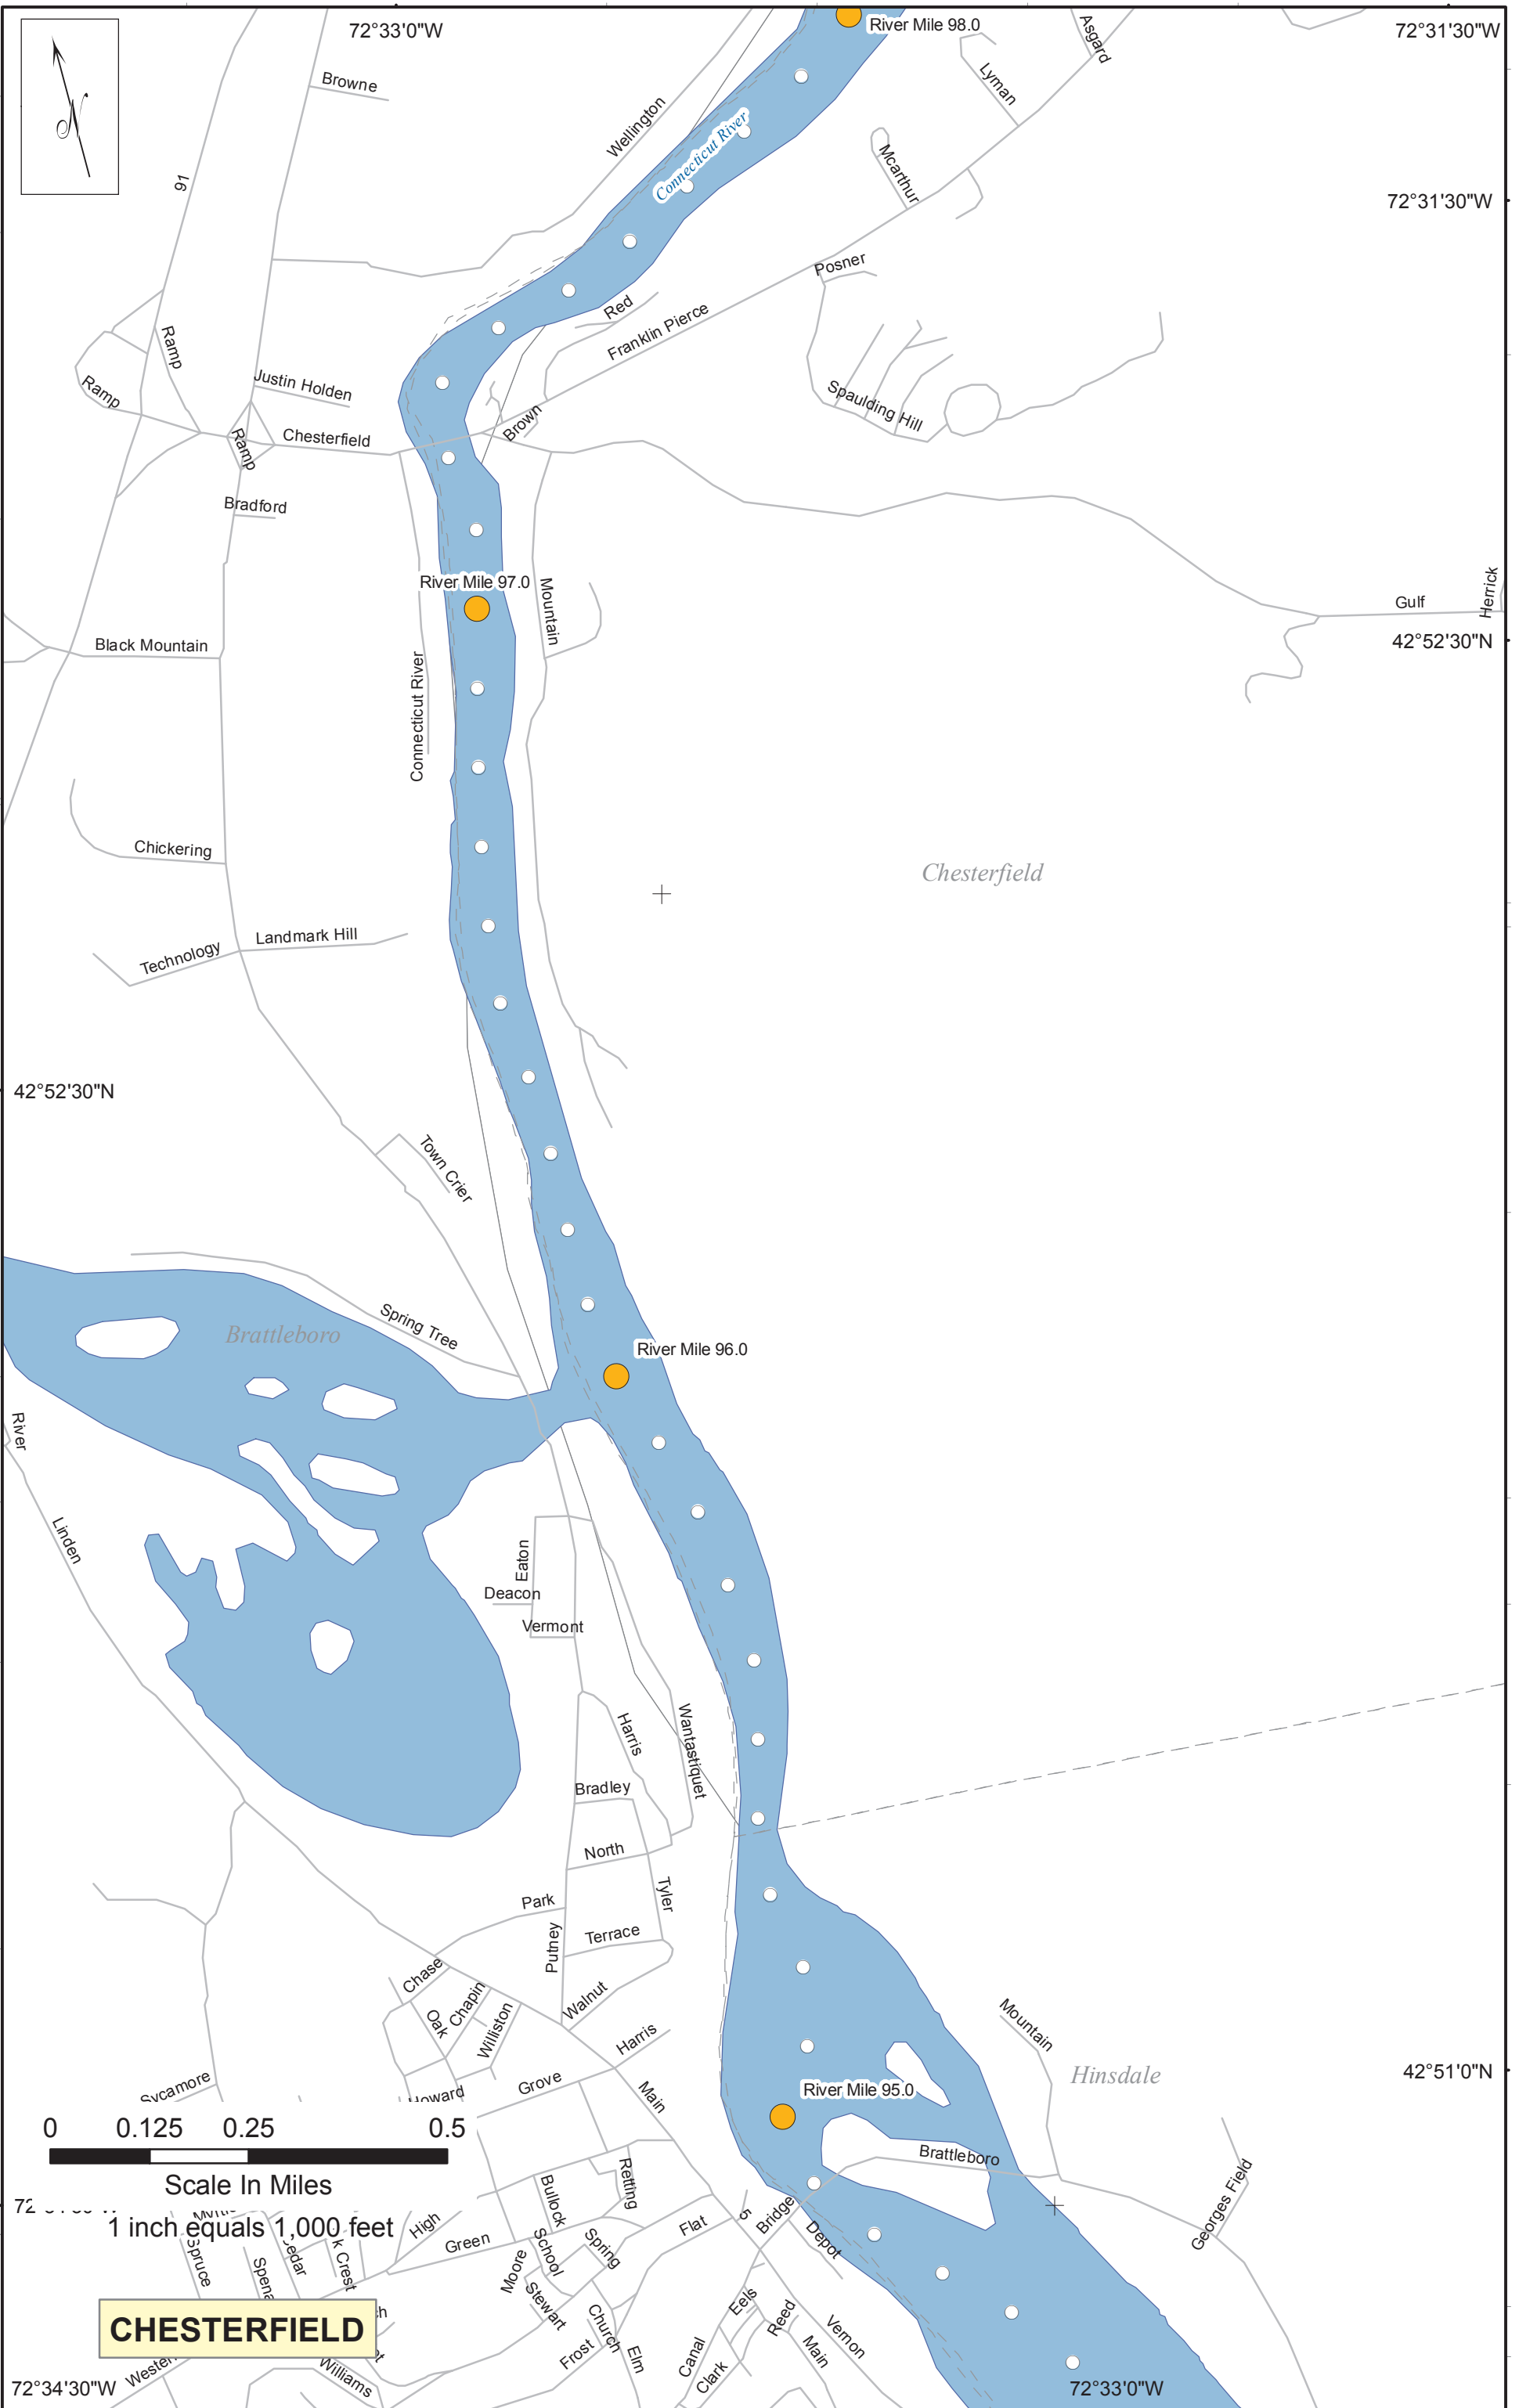 72°33'0"W
River Mile 98.0
72°31'30"W
Asgard
Lyman
Browne
Wellington
Connecticut River
Mcarthur
N
91
72°31'30"W
Posner
Red
Franklin Pierce
Ramp
Ramp
Justin Holden
Spaulding Hill
Brown
Chesterfield
Ramp
Bradford
River Mile 97.0
Mountain
Gulf
Herrick
42°52'30"N
Black Mountain
Connecticut River
Chickering
Chesterfield
Technology
Landmark Hill
42°52'30"N
Town Crier
Spring Tree
Brattleboro
River Mile 96.0
River
Linden
Eaton
Deacon
Vermont
Harris
Wantastiquet
Bradley
North
Tyler
Park
Putney
Terrace
Chase
Oak
Chapin
Williston
Walnut
Harris
Mountain
Hinsdale
42°51'0"N
Sycamore
Howard
Grove
Main
River Mile 95.0
0 0.125 0.25 0.5
Scale In Miles
1 inch equals 1,000 feet
Brattleboro
Georges Field
Retting
Bullock
High
Green
School
Spring
Flat
5
Bridge
Depot
Moore
Stewart
Church
Frost
Elm
Eels
Reed
Canal
Clark
Main
Vernon
Spruce
Spena
edar
k Crest
CHESTERFIELD
Western
Williams
72°34'30"W
72°33'0"W